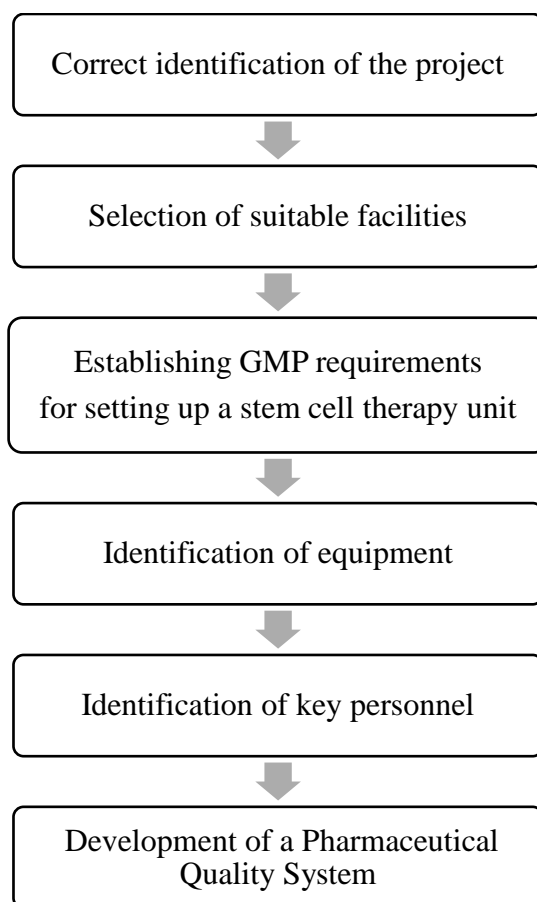 Correct identification of the project
Selection of suitable facilities
Establishing GMP requirements
for setting up a stem cell therapy unit
Identification of equipment
Identification of key personnel
Development of a Pharmaceutical
Quality System